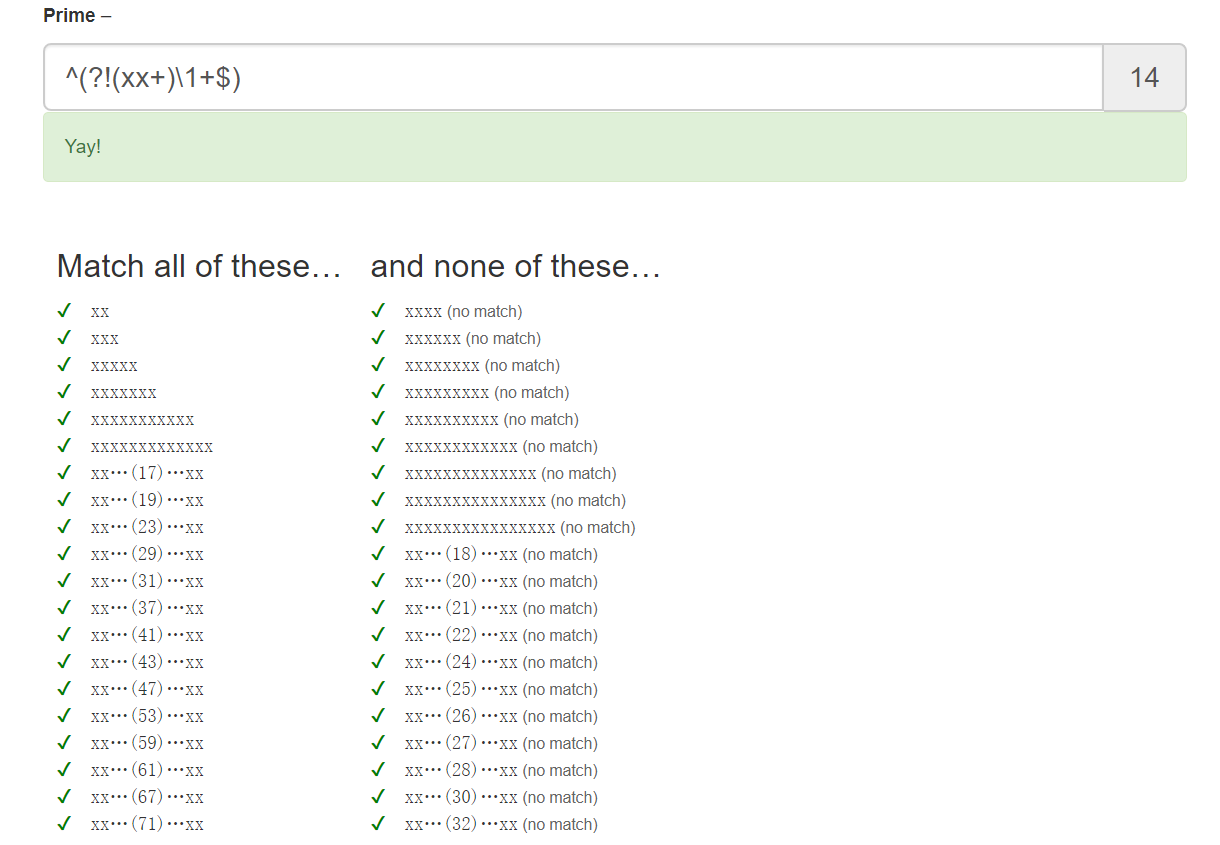 Prime –
^(?!(xx+)\1+$)
14
Yay!
Match all of these… and none of these…
✓ xx ✓ xxxx (no match)
✓ xxx ✓ xxxxxx (no match)
✓ xxxxx ✓ xxxxxxxx (no match)
✓ xxxxxxx ✓ xxxxxxxxx (no match)
✓ xxxxxxxxxxx ✓ xxxxxxxxxx (no match)
✓ xxxxxxxxxxxxx ✓ xxxxxxxxxxxx (no match)
✓ xx…(17)…xx ✓ xxxxxxxxxxxxxx (no match)
✓ xx…(19)…xx ✓ xxxxxxxxxxxxxxx (no match)
✓ xx…(23)…xx ✓ xxxxxxxxxxxxxxxx (no match)
✓ xx…(29)…xx ✓ xx…(18)…xx (no match)
✓ xx…(31)…xx ✓ xx…(20)…xx (no match)
✓ xx…(37)…xx ✓ xx…(21)…xx (no match)
✓ xx…(41)…xx ✓ xx…(22)…xx (no match)
✓ xx…(43)…xx ✓ xx…(24)…xx (no match)
✓ xx…(47)…xx ✓ xx…(25)…xx (no match)
✓ xx…(53)…xx ✓ xx…(26)…xx (no match)
✓ xx…(59)…xx ✓ xx…(27)…xx (no match)
✓ xx…(61)…xx ✓ xx…(28)…xx (no match)
✓ xx…(67)…xx ✓ xx…(30)…xx (no match)
✓ xx…(71)…xx ✓ xx…(32)…xx (no match)